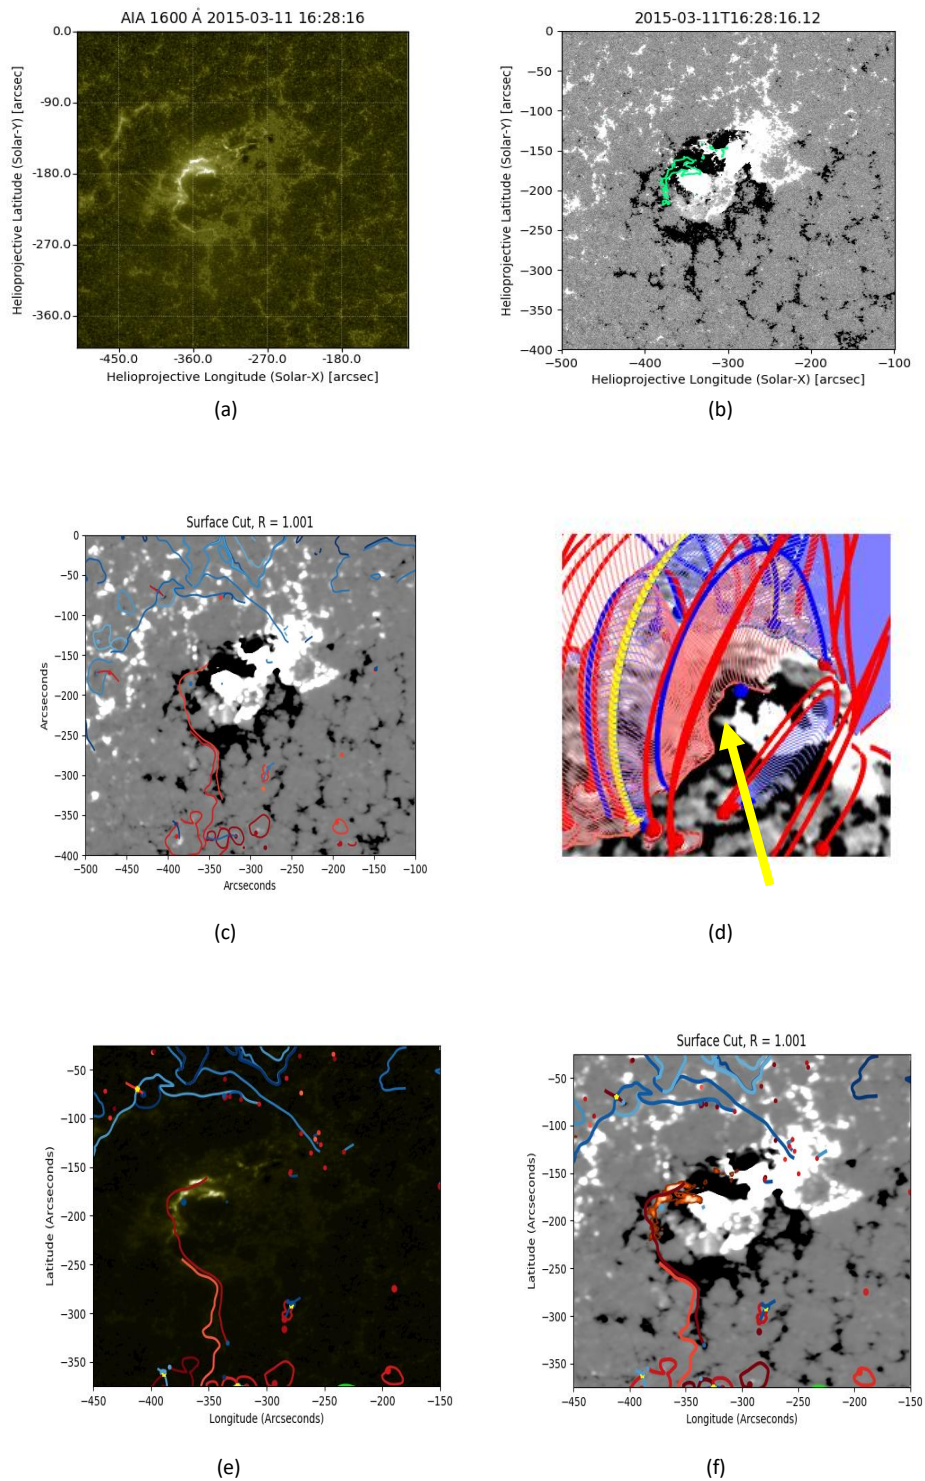 AIA 1600 Å 2015-03-11 16:28:16
0.0
-90.0
-180.0
-270.0
-360.0
Helioprojective Latitude (Solar-Y) [arcsec]
-450.0 -360.0 -270.0 -180.0
Helioprojective Longitude (Solar-X) [arcsec]
(a)
2015-03-11T16:28:16.12
0
−50
−100
−150
−200
−250
−300
−350
−400
Helioprojective Latitude (Solar-Y) [arcsec]
−500 −400 −300 −200 −100
Helioprojective Longitude (Solar-X) [arcsec]
(b)
Surface Cut, R = 1.001
0
−50
−100
−150
−200
−250
−300
−350
−400
Arcseconds
−500 −450 −400 −350 −300 −250 −200 −150 −100
Arcseconds
(c)
(d)
−50
−100
−150
−200
−250
−300
−350
Latitude (Arcseconds)
−450 −400 −350 −300 −250 −200 −150
Longitude (Arcseconds)
(e)
Surface Cut, R = 1.001
−50
−100
−150
−200
−250
−300
−350
Latitude (Arcseconds)
−450 −400 −350 −300 −250 −200 −150
Longitude (Arcseconds)
(f)